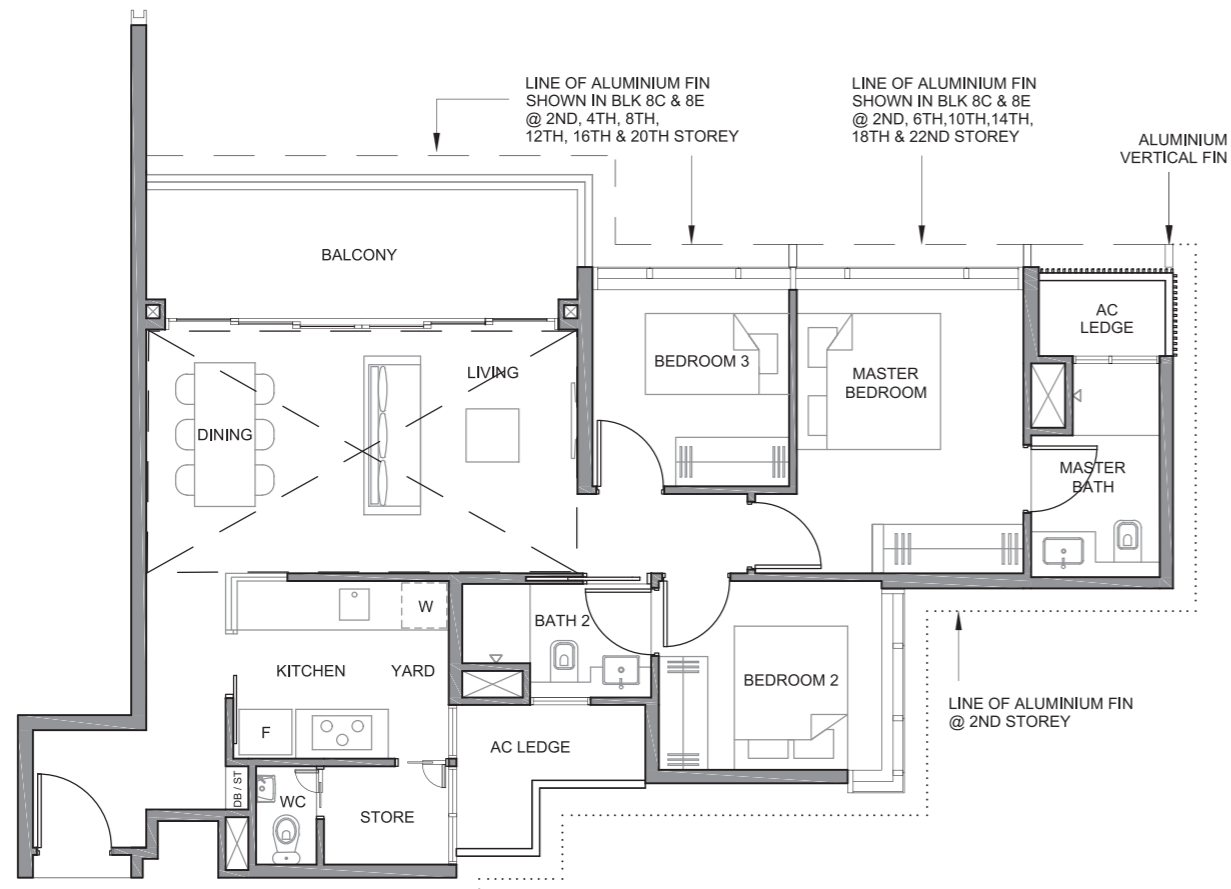 LINE OF ALUMINIUM FIN
SHOWN IN BLK 8C & 8E
@ 2ND, 4TH, 8TH,
12TH, 16TH & 20TH STOREY
LINE OF ALUMINIUM FIN
SHOWN IN BLK 8C & 8E
@ 2ND, 6TH,10TH,14TH,
18TH & 22ND STOREY
ALUMINIUM
VERTICAL FIN
BALCONY
AC
LEDGE
BEDROOM 3
LIVING
MASTER
BEDROOM
DINING
MASTER
BATH
W
BATH 2
KITCHEN
YARD
BEDROOM 2
LINE OF ALUMINIUM FIN
@ 2ND STOREY
F
AC LEDGE
DB / ST
WC
STORE